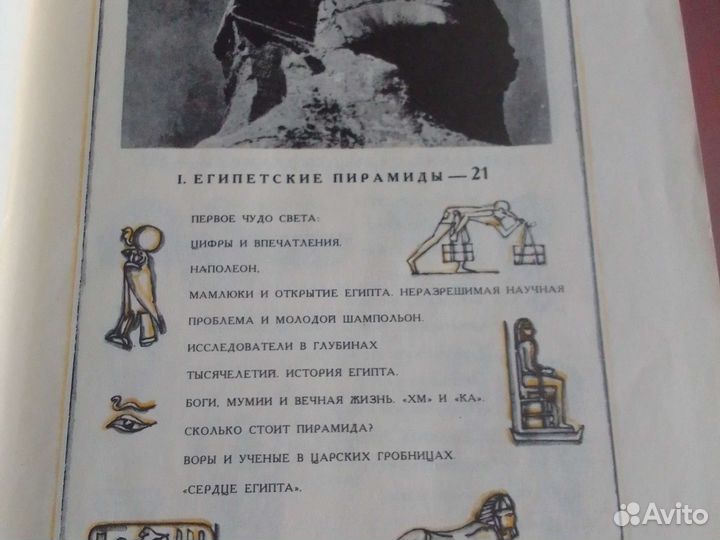 I. ЕГИПЕТСКИЕ ПИРАМИДЫ — 21
ПЕРВОЕ ЧУДО СВЕТА:
ЦИФРЫ И ВПЕЧАТЛЕНИЯ.
НАПОЛЕОН,
МАМЛЮКИ И ОТКРЫТИЕ ЕГИПТА. НЕРАЗРЕШИМАЯ НАУЧНАЯ
ПРОБЛЕМА И МОЛОДОЙ ШАМПОЛЬОН.
ИССЛЕДОВАТЕЛИ В ГЛУБИНАХ
ТЫСЯЧЕЛЕТИЯ. ИСТОРИЯ ЕГИПТА.
БОГИ, МУМИИ И ВЕЧНАЯ ЖИЗНЬ. «ХМ» И «КА».
СКОЛЬКО СТОИТ ПИРАМИДА?
ВОРЫ И УЧЕНЫЕ В ЦАРСКИХ ГРОБНИЦАХ.
«СЕРДЦЕ ЕГИПТА».
Avito